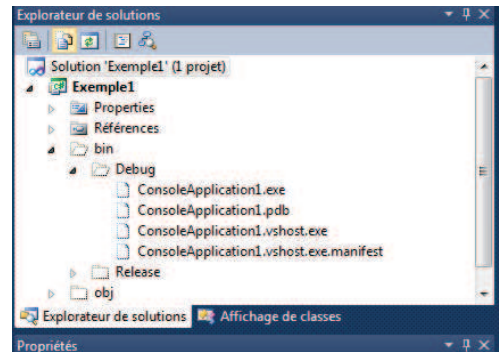 Explorateur de solutions
Solution 'Exemple1' (1 projet)
Exemple1
Properties
Références
bin
Debug
ConsoleApplication1.exe
ConsoleApplication1.pdb
ConsoleApplication1.vshost.exe
ConsoleApplication1.vshost.exe.manifest
Release
obj
Explorateur de solutions Affichage de classes
Propriétés